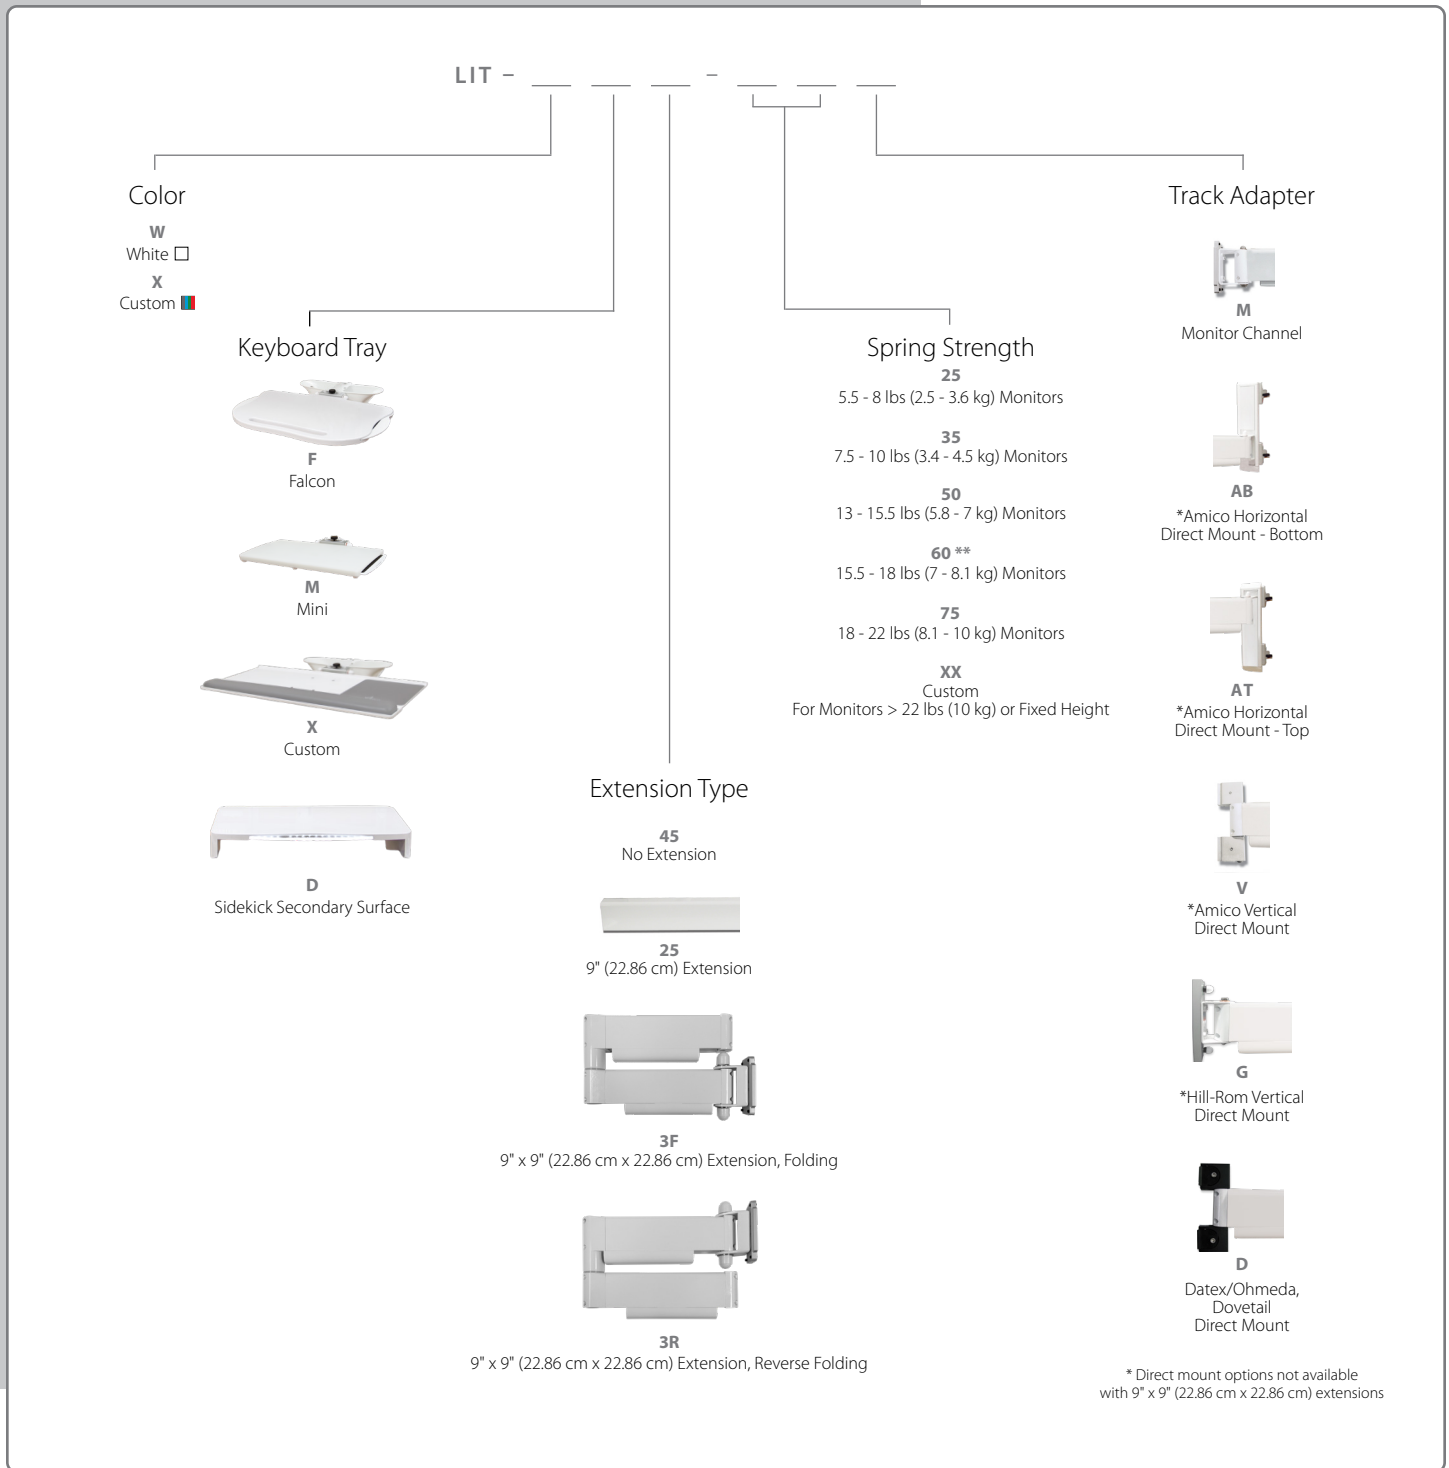 LIT – ___ ___ ___ – ___ ___ ___
Color
W
White
X
Custom
Keyboard Tray
F
Falcon
M
Mini
X
Custom
D
Sidekick Secondary Surface
Extension Type
45
No Extension
25
9" (22.86 cm) Extension
3F
9" x 9" (22.86 cm x 22.86 cm) Extension, Folding
3R
9" x 9" (22.86 cm x 22.86 cm) Extension, Reverse Folding
Spring Strength
25
5.5 - 8 lbs (2.5 - 3.6 kg) Monitors
35
7.5 - 10 lbs (3.4 - 4.5 kg) Monitors
50
13 - 15.5 lbs (5.8 - 7 kg) Monitors
60 **
15.5 - 18 lbs (7 - 8.1 kg) Monitors
75
18 - 22 lbs (8.1 - 10 kg) Monitors
XX
Custom
For Monitors > 22 lbs (10 kg) or Fixed Height
Track Adapter
M
Monitor Channel
AB
*Amico Horizontal
Direct Mount - Bottom
AT
*Amico Horizontal
Direct Mount - Top
V
*Amico Vertical
Direct Mount
G
*Hill-Rom Vertical
Direct Mount
D
Datex/Ohmeda,
Dovetail
Direct Mount
* Direct mount options not available
with 9" x 9" (22.86 cm x 22.86 cm) extensions